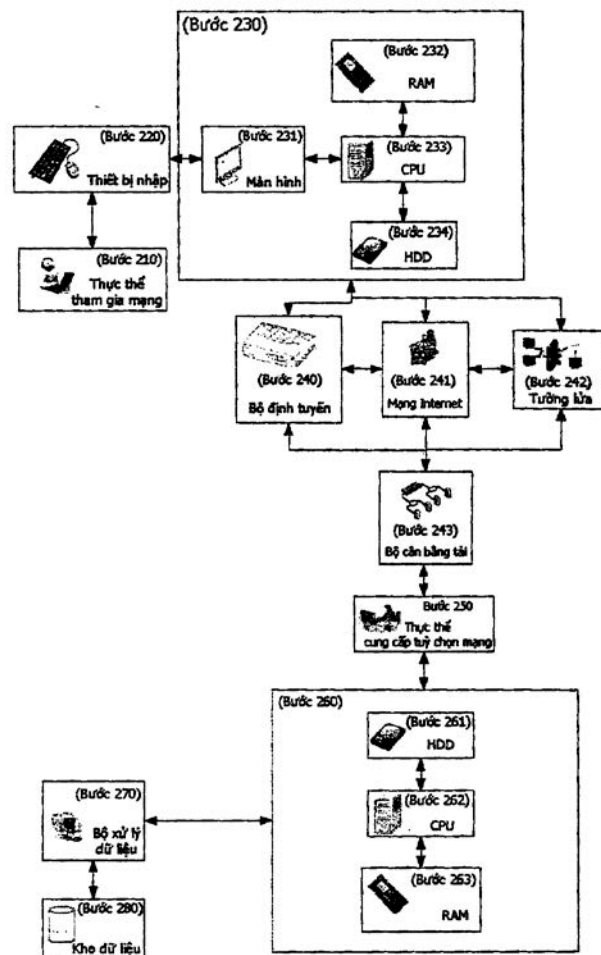 (Bước 230)
(Bước 232)
RAM
(Bước 220)
Thiết bị nhập
(Bước 231)
Màn hình
(Bước 233)
CPU
(Bước 234)
HDD
(Bước 210)
Thực thể
tham gia mạng
(Bước 240)
Bộ định tuyến
(Bước 241)
Mạng Internet
(Bước 242)
Tường lửa
(Bước 243)
Bộ cân bằng tải
Bước 250
Thực thể
cung cấp tuỳ chọn mạng
(Bước 260)
(Bước 261)
HDD
(Bước 262)
CPU
(Bước 263)
RAM
(Bước 270)
Bộ xử lý
dữ liệu
(Bước 280)
Kho dữ liệu